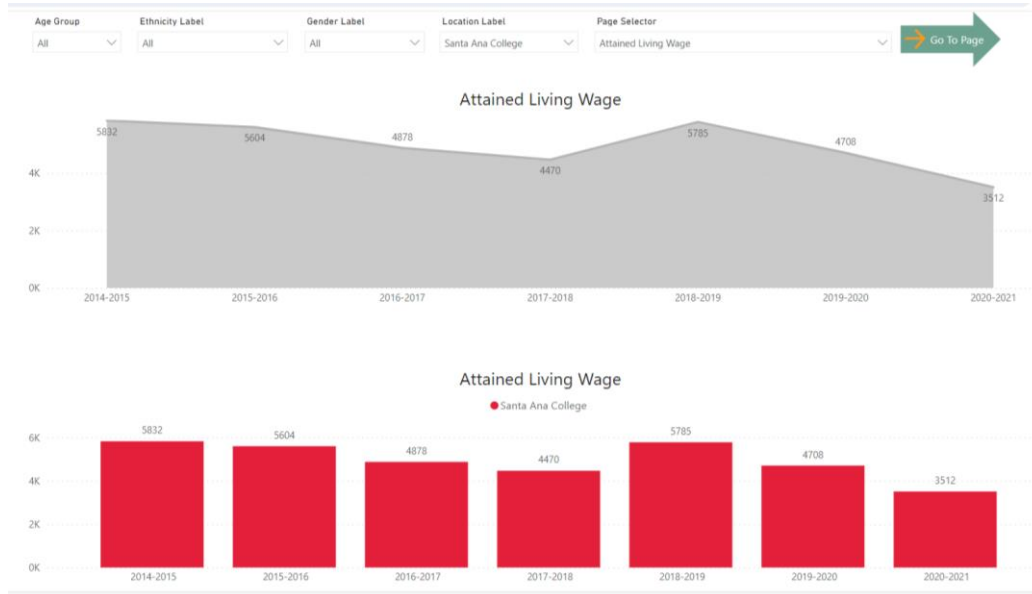 Age Group Ethnicity Label Gender Label Location Label Page Selector
All All All Santa Ana College Attained Living Wage Go To Page
Attained Living Wage
5832 5604 4878 4470 5785 4708 3512
4K
2K
0K
2014-2015 2015-2016 2016-2017 2017-2018 2018-2019 2019-2020 2020-2021
Attained Living Wage
Santa Ana College
6K
5832 5604 4878 4470 5785 4708 3512
4K
2K
0K
2014-2015 2015-2016 2016-2017 2017-2018 2018-2019 2019-2020 2020-2021